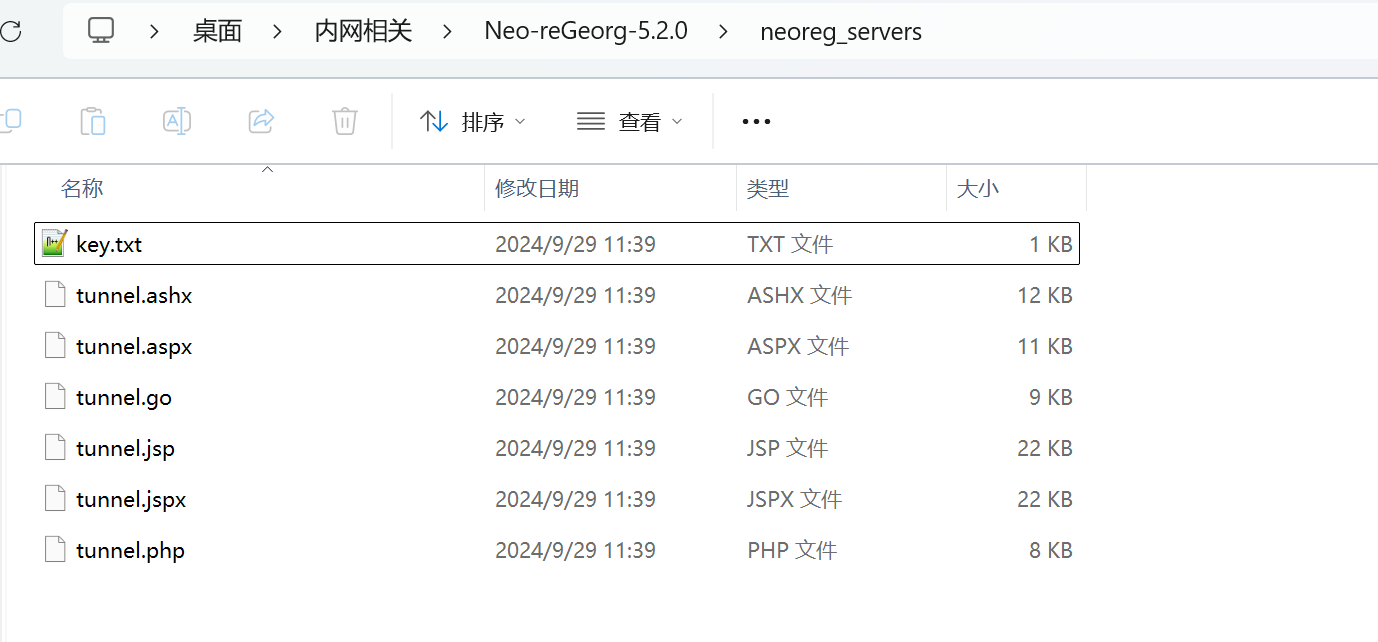 桌面 > 内网相关 > Neo-reGeorg-5.2.0 > neoreg_servers
排序 查看
名称 修改日期 类型 大小
key.txt 2024/9/29 11:39 TXT 文件 1 KB
tunnel.ashx 2024/9/29 11:39 ASHX 文件 12 KB
tunnel.aspx 2024/9/29 11:39 ASPX 文件 11 KB
tunnel.go 2024/9/29 11:39 GO 文件 9 KB
tunnel.jsp 2024/9/29 11:39 JSP 文件 22 KB
tunnel.jspx 2024/9/29 11:39 JSPX 文件 22 KB
tunnel.php 2024/9/29 11:39 PHP 文件 8 KB